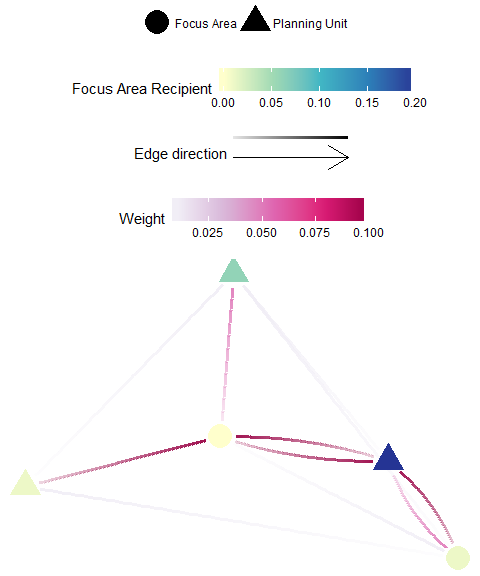 Focus Area Planning Unit
Focus Area Recipient
0.00 0.05 0.10 0.15 0.20
Edge direction
Weight
0.025 0.050 0.075 0.100